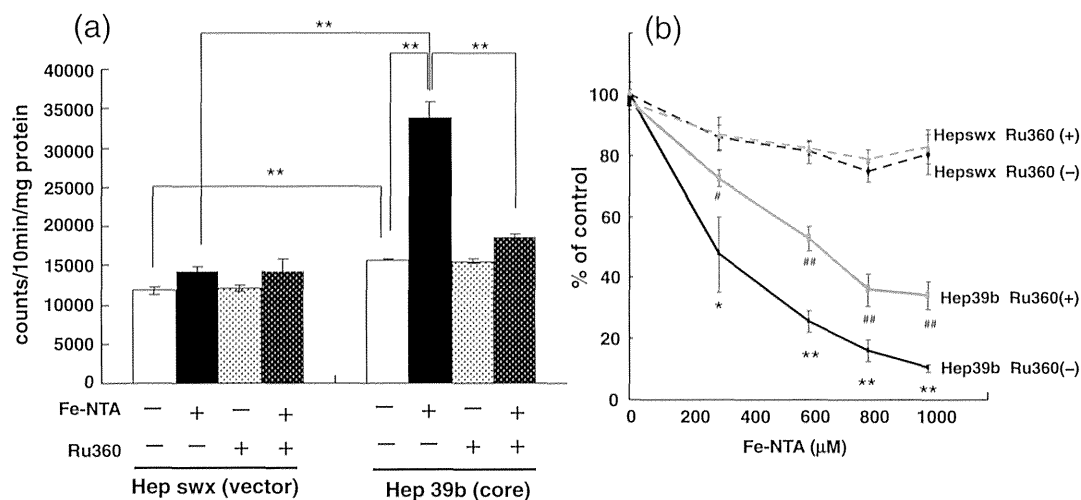 (a)
**
**
**
**
counts/10min/mg protein
40000
35000
30000
25000
20000
15000
10000
5000
0
Fe-NTA − + − + − + − +
Ru360 − − + + − − + +
Hep swx (vector)
Hep 39b (core)
(b)
% of control
100
80
60
40
20
0
Hepswx Ru360 (+)
Hepswx Ru360 (−)
Hep39b Ru360(+)
Hep39b Ru360(−)
#
##
##
##
*
**
**
**
0 200 400 600 800 1000
Fe-NTA (μM)